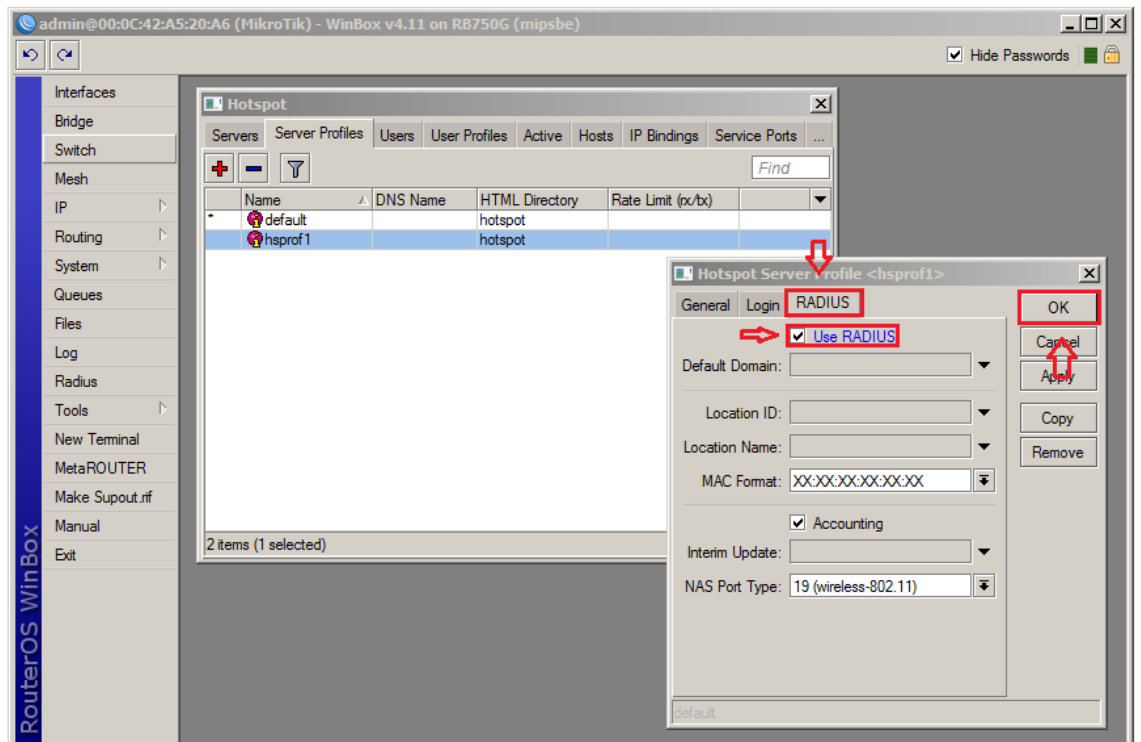 admin@00:0C:42:A5:20:A6 (MikroTik) - WinBox v4.11 on RB750G (mipsbe)
Hide Passwords
Interfaces
Bridge
Switch
Mesh
IP
Routing
System
Queues
Files
Log
Radius
Tools
New Terminal
MetaROUTER
Make Supout.rif
Manual
Exit
RouterOS WinBox
Hotspot
Servers Server Profiles Users User Profiles Active Hosts IP Bindings Service Ports ...
Find
Name DNS Name HTML Directory Rate Limit (rx/tx)
* default hotspot
hsprof1 hotspot
2 items (1 selected)
Hotspot Server Profile <hsprof1>
General Login RADIUS
Use RADIUS
Default Domain:
Location ID:
Location Name:
MAC Format: XX:XX:XX:XX:XX:XX
Accounting
Interim Update:
NAS Port Type: 19 (wireless-802.11)
OK
Cancel
Apply
Copy
Remove
default